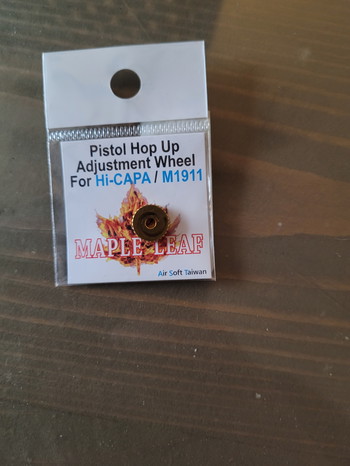 Pistol Hop Up
Adjustment Wheel
For Hi-CAPA / M1911
MAPLE LEAF
Air Soft Taiwan